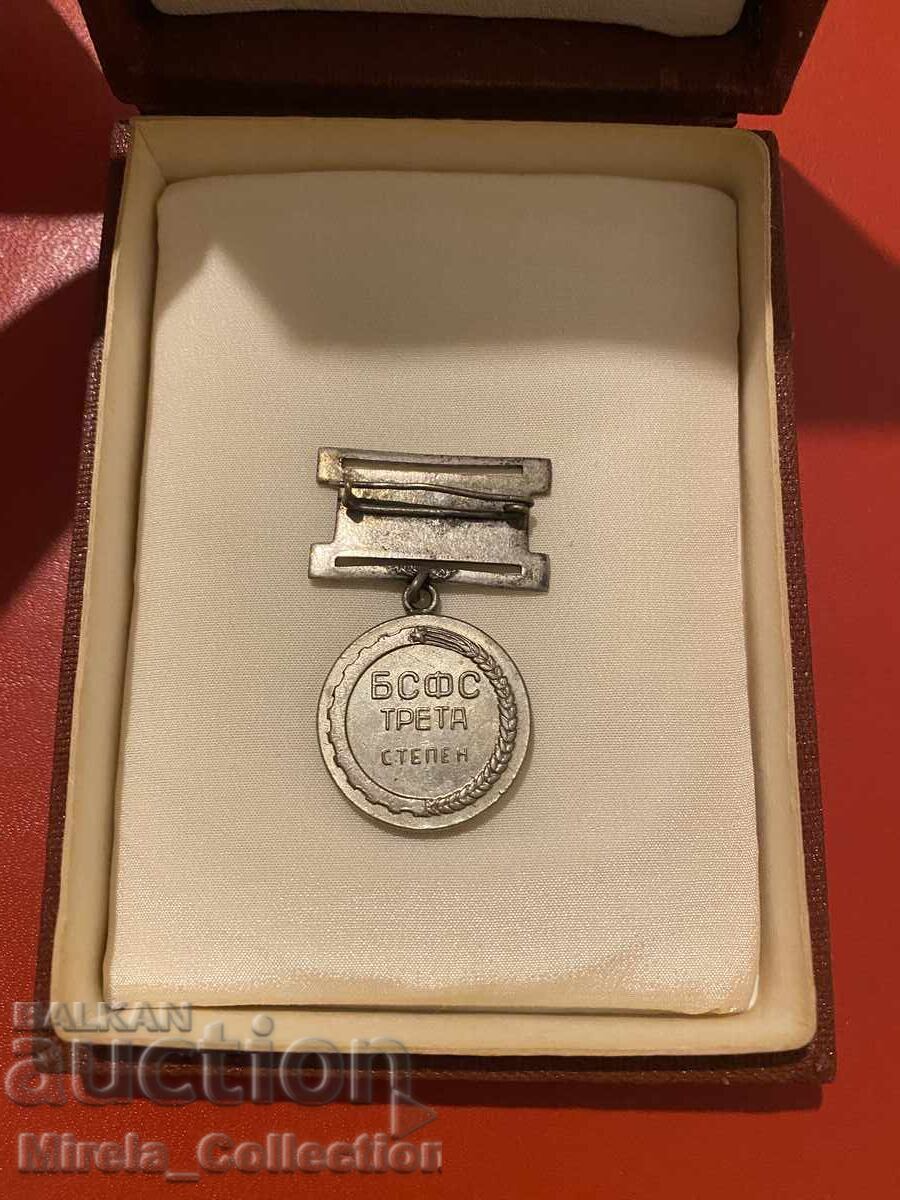 БСФС
ТРЕТА
СТЕПЕН
BALKAN
auction
Mirela_Collection